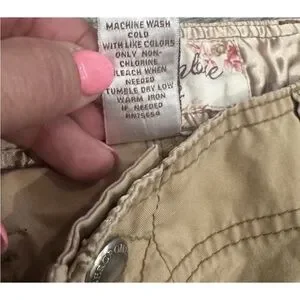 MACHINE WASH
COLD
WITH LIKE COLORS
ONLY NON-
CHLORINE
BLEACH WHEN
NEEDED
TUMBLE DRY LOW
WARM IRON
IF NEEDED